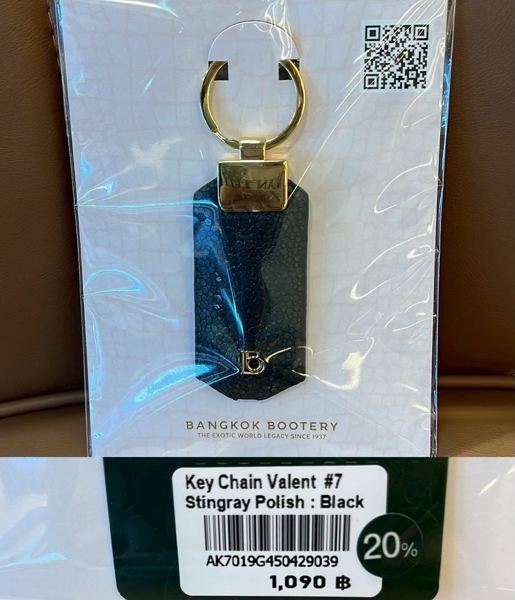 B
BANGKOK BOOTERY
THE EXOTIC WORLD LEGACY SINCE 1937
Key Chain Valent #7
Stingray Polish : Black
AK7019G450429039
20%
1,090 ฿